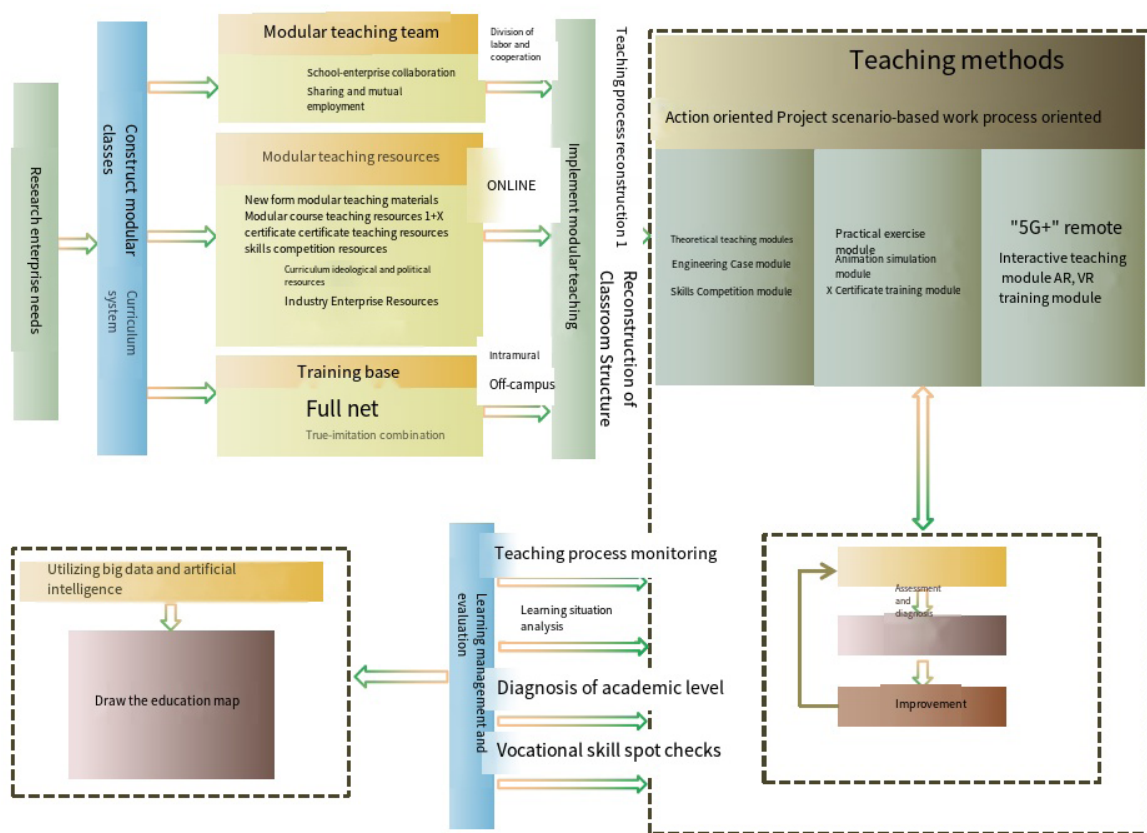 Research enterprise needs
Construct modular
classes
Curriculum
system
Modular teaching team
School-enterprise collaboration
Sharing and mutual
employment
Modular teaching resources
New form modular teaching materials
Modular course teaching resources 1+X
certificate certificate teaching resources
skills competition resources
Curriculum ideological and political
resources
Industry Enterprise Resources
Training base
Full net
True-imitation combination
Division of
labor and
cooperation
ONLINE
Intramural
Off-campus
Implement modular teaching
Teaching process reconstruction 1
Reconstruction of
Classroom Structure
Teaching methods
Action oriented Project scenario-based work process oriented
Theoretical teaching modules
Engineering Case module
Skills Competition module
Practical exercise
module
Animation simulation
module
X Certificate training module
"5G+" remote
Interactive teaching
module AR, VR
training module
Utilizing big data and artificial
intelligence
Draw the education map
Learning management and
evaluation
Teaching process monitoring
Learning situation
analysis
Diagnosis of academic level
Vocational skill spot checks
Assessment
and
diagnosis
Improvement